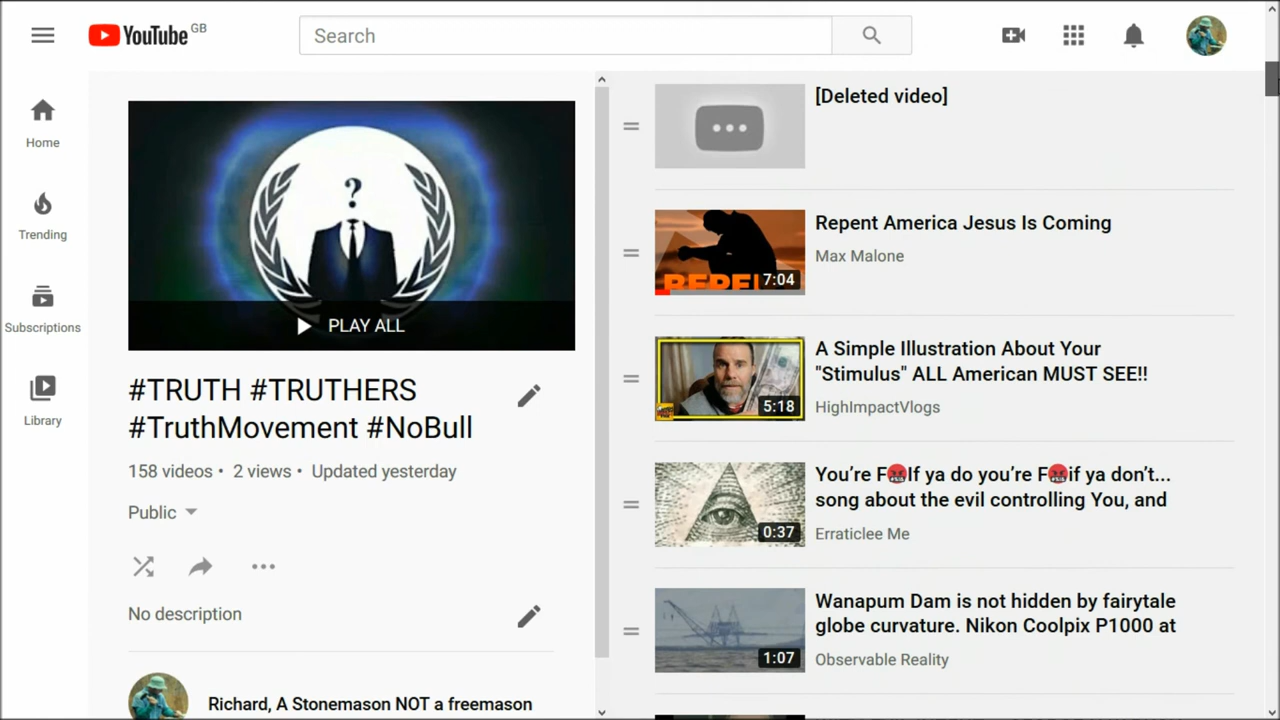 YouTube GB
Search
Home
Trending
Subscriptions
Library
?
PLAY ALL
#TRUTH #TRUTHERS
#TruthMovement #NoBull
158 videos • 2 views • Updated yesterday
Public
No description
Richard, A Stonemason NOT a freemason
[Deleted video]
Repent America Jesus Is Coming
Max Malone
7:04
A Simple Illustration About Your
"Stimulus" ALL American MUST SEE!!
HighImpactVlogs
5:18
You’re F🤬If ya do you’re F🤬if ya don’t...
song about the evil controlling You, and
Erraticlee Me
0:37
Wanapum Dam is not hidden by fairytale
globe curvature. Nikon Coolpix P1000 at
Observable Reality
1:07